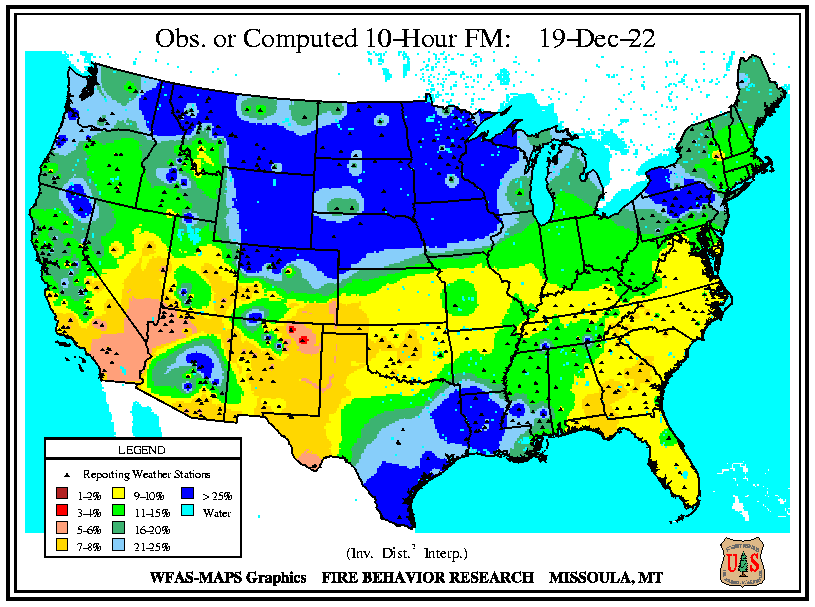 Obs. or Computed 10-Hour FM: 19-Dec-22
LEGEND
Reporting Weather Stations
1-2% 9-10% > 25%
3-4% 11-15% Water
5-6% 16-20%
7-8% 21-25%
(Inv. Dist.² Interp.)
WFAS-MAPS Graphics FIRE BEHAVIOR RESEARCH MISSOULA, MT
U S